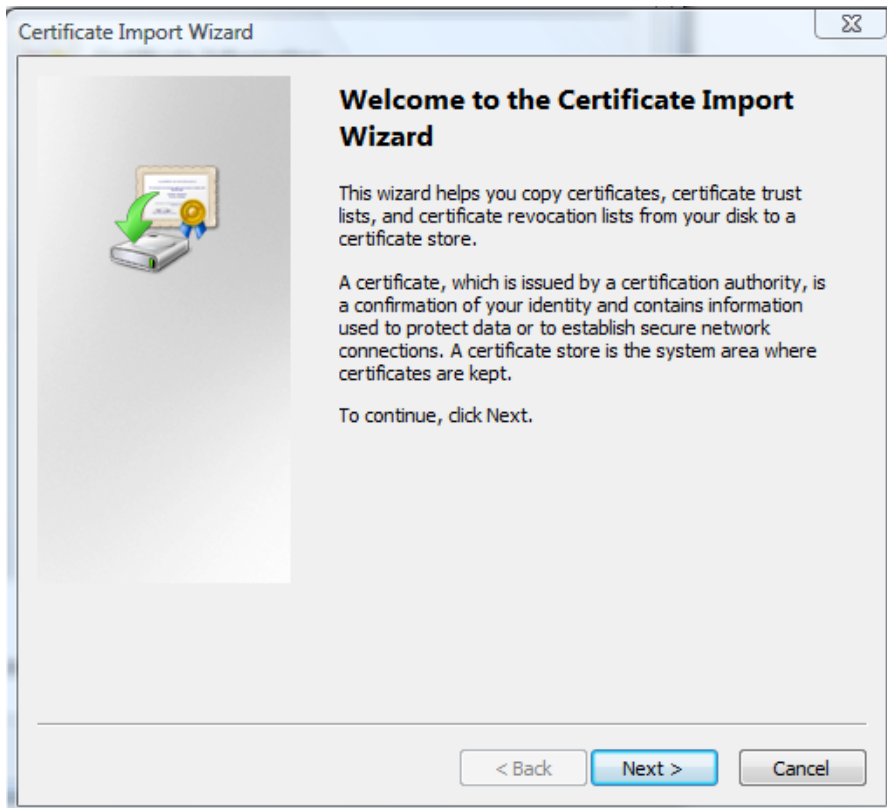 Certificate Import Wizard
Welcome to the Certificate Import
Wizard
This wizard helps you copy certificates, certificate trust
lists, and certificate revocation lists from your disk to a
certificate store.
A certificate, which is issued by a certification authority, is
a confirmation of your identity and contains information
used to protect data or to establish secure network
connections. A certificate store is the system area where
certificates are kept.
To continue, click Next.
< Back
Next >
Cancel